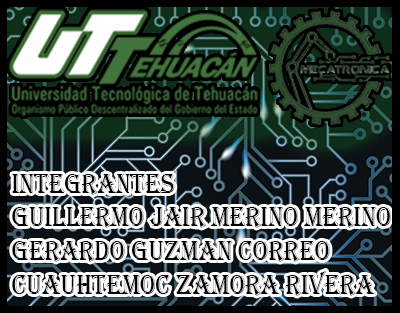 UT TEHUACÁN
Universidad Tecnológica de Tehuacán
Organismo Público Descentralizado del Gobierno del Estado
MECATRONICA
INTEGRANTES
GUILLERMO JAIR MERINO MERINO
GERARDO GUZMAN CORREO
CUAUHTEMOC ZAMORA RIVERA